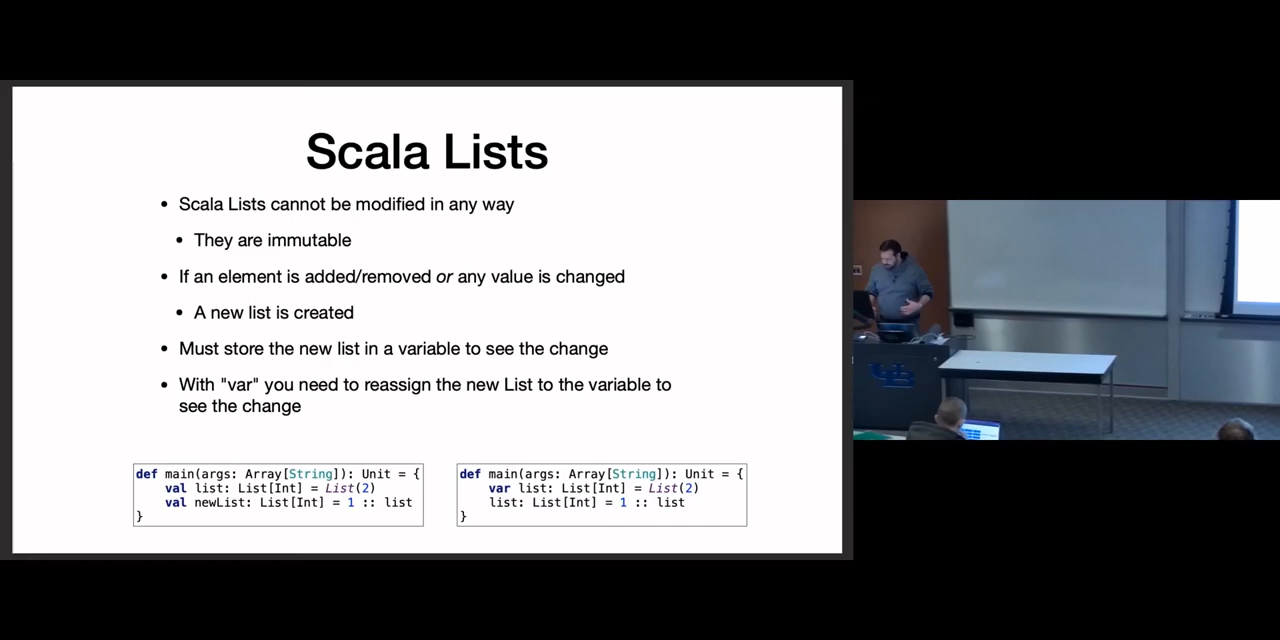 Scala Lists
• Scala Lists cannot be modified in any way
• They are immutable
• If an element is added/removed or any value is changed
• A new list is created
• Must store the new list in a variable to see the change
• With "var" you need to reassign the new List to the variable to
see the change
def main(args: Array[String]): Unit = {
    val list: List[Int] = List(2)
    val newList: List[Int] = 1 :: list
}
def main(args: Array[String]): Unit = {
    var list: List[Int] = List(2)
    list: List[Int] = 1 :: list
}